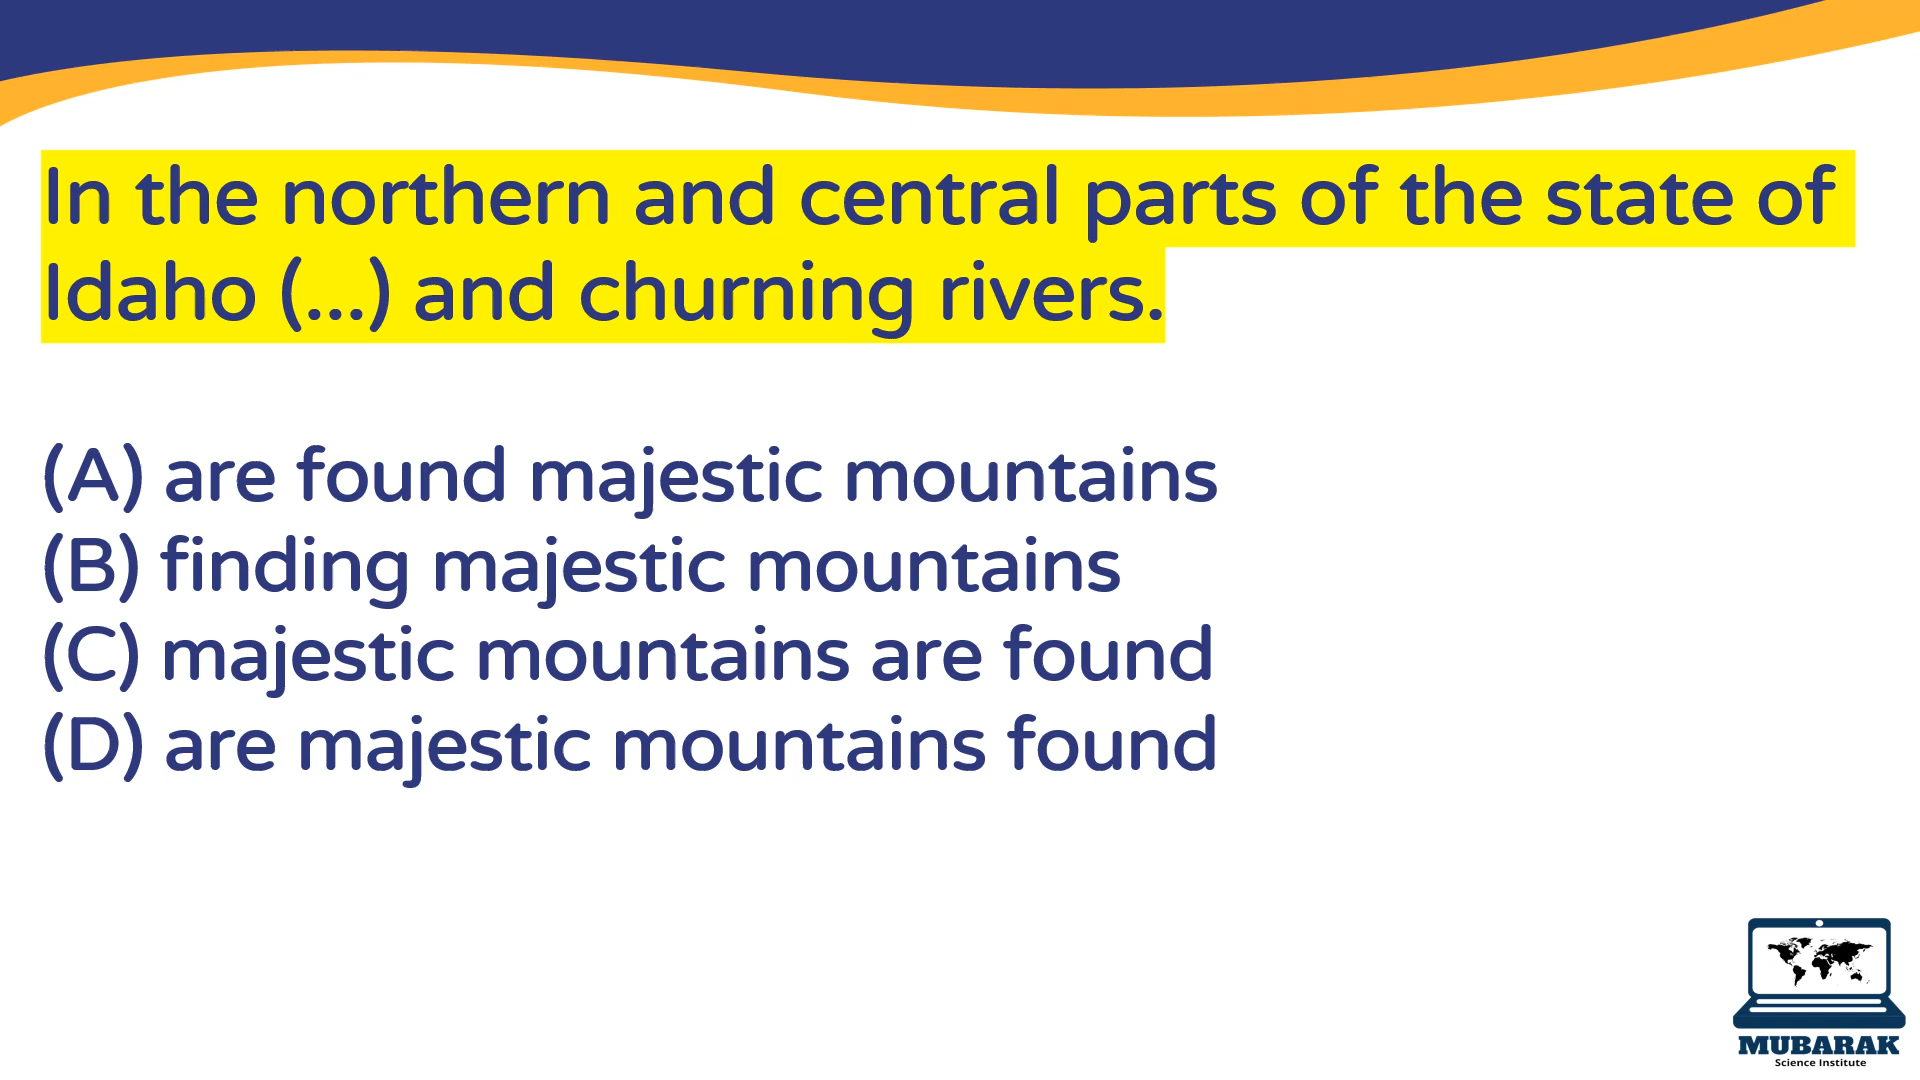 In the northern and central parts of the state of
Idaho (...) and churning rivers.
(A) are found majestic mountains
(B) finding majestic mountains
(C) majestic mountains are found
(D) are majestic mountains found
MUBARAK
Science Institute